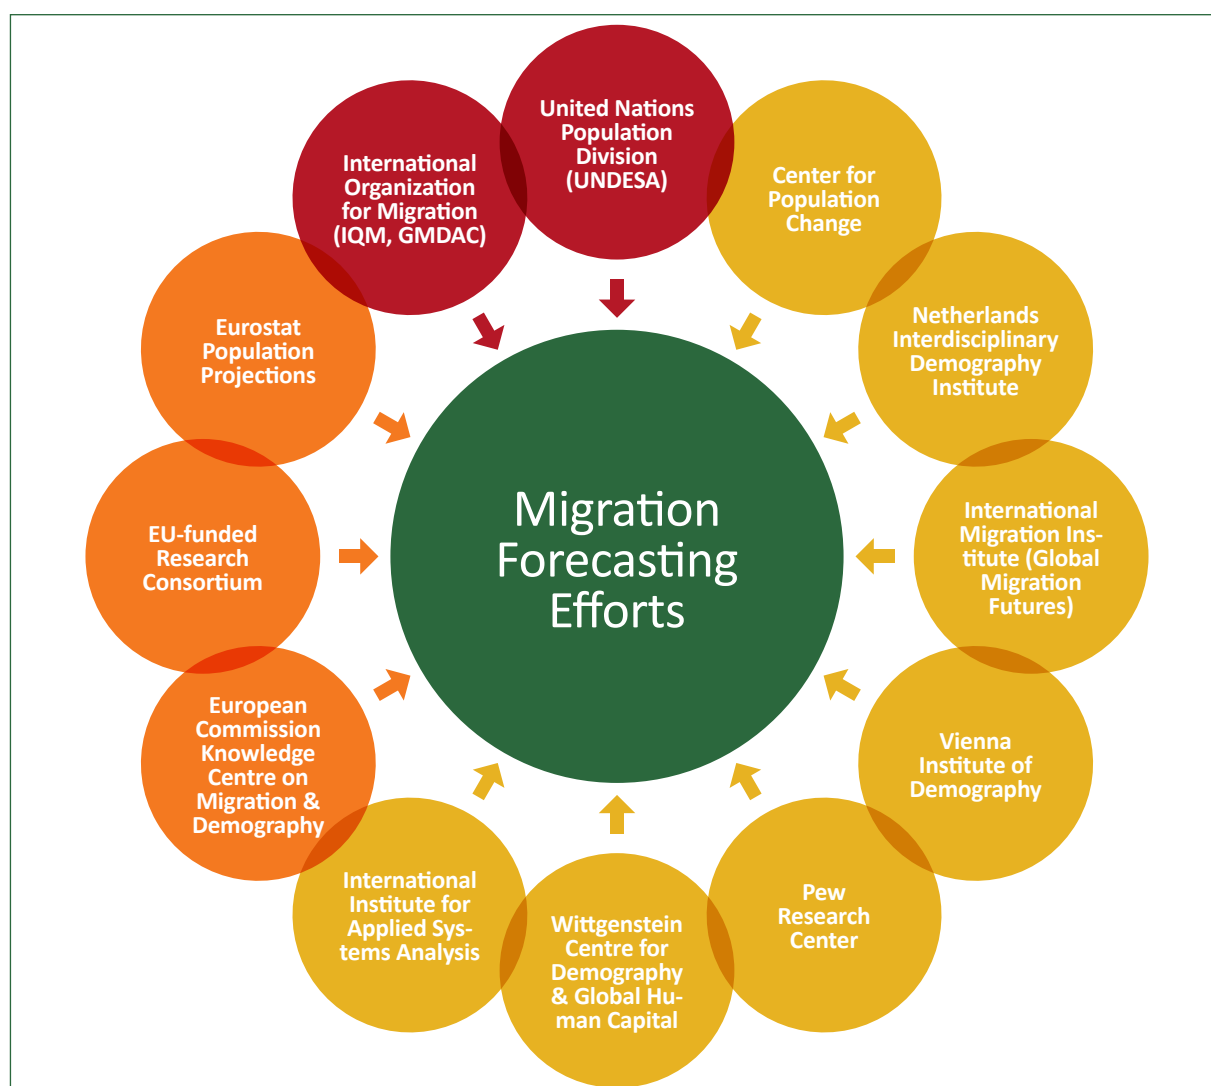 United Nations
Population
Division
(UNDESA)
Center for
Population
Change
Netherlands
Interdisciplinary
Demography
Institute
International
Migration Ins-
titute (Global
Migration
Futures)
Vienna
Institute of
Demography
Pew
Research
Center
Wittgenstein
Centre for
Demography
& Global Hu-
man Capital
International
Institute for
Applied Sys-
tems Analysis
European
Commission
Knowledge
Centre on
Migration &
Demography
EU-funded
Research
Consortium
Eurostat
Population
Projections
International
Organization
for Migration
(IQM, GMDAC)
Migration
Forecasting
Efforts